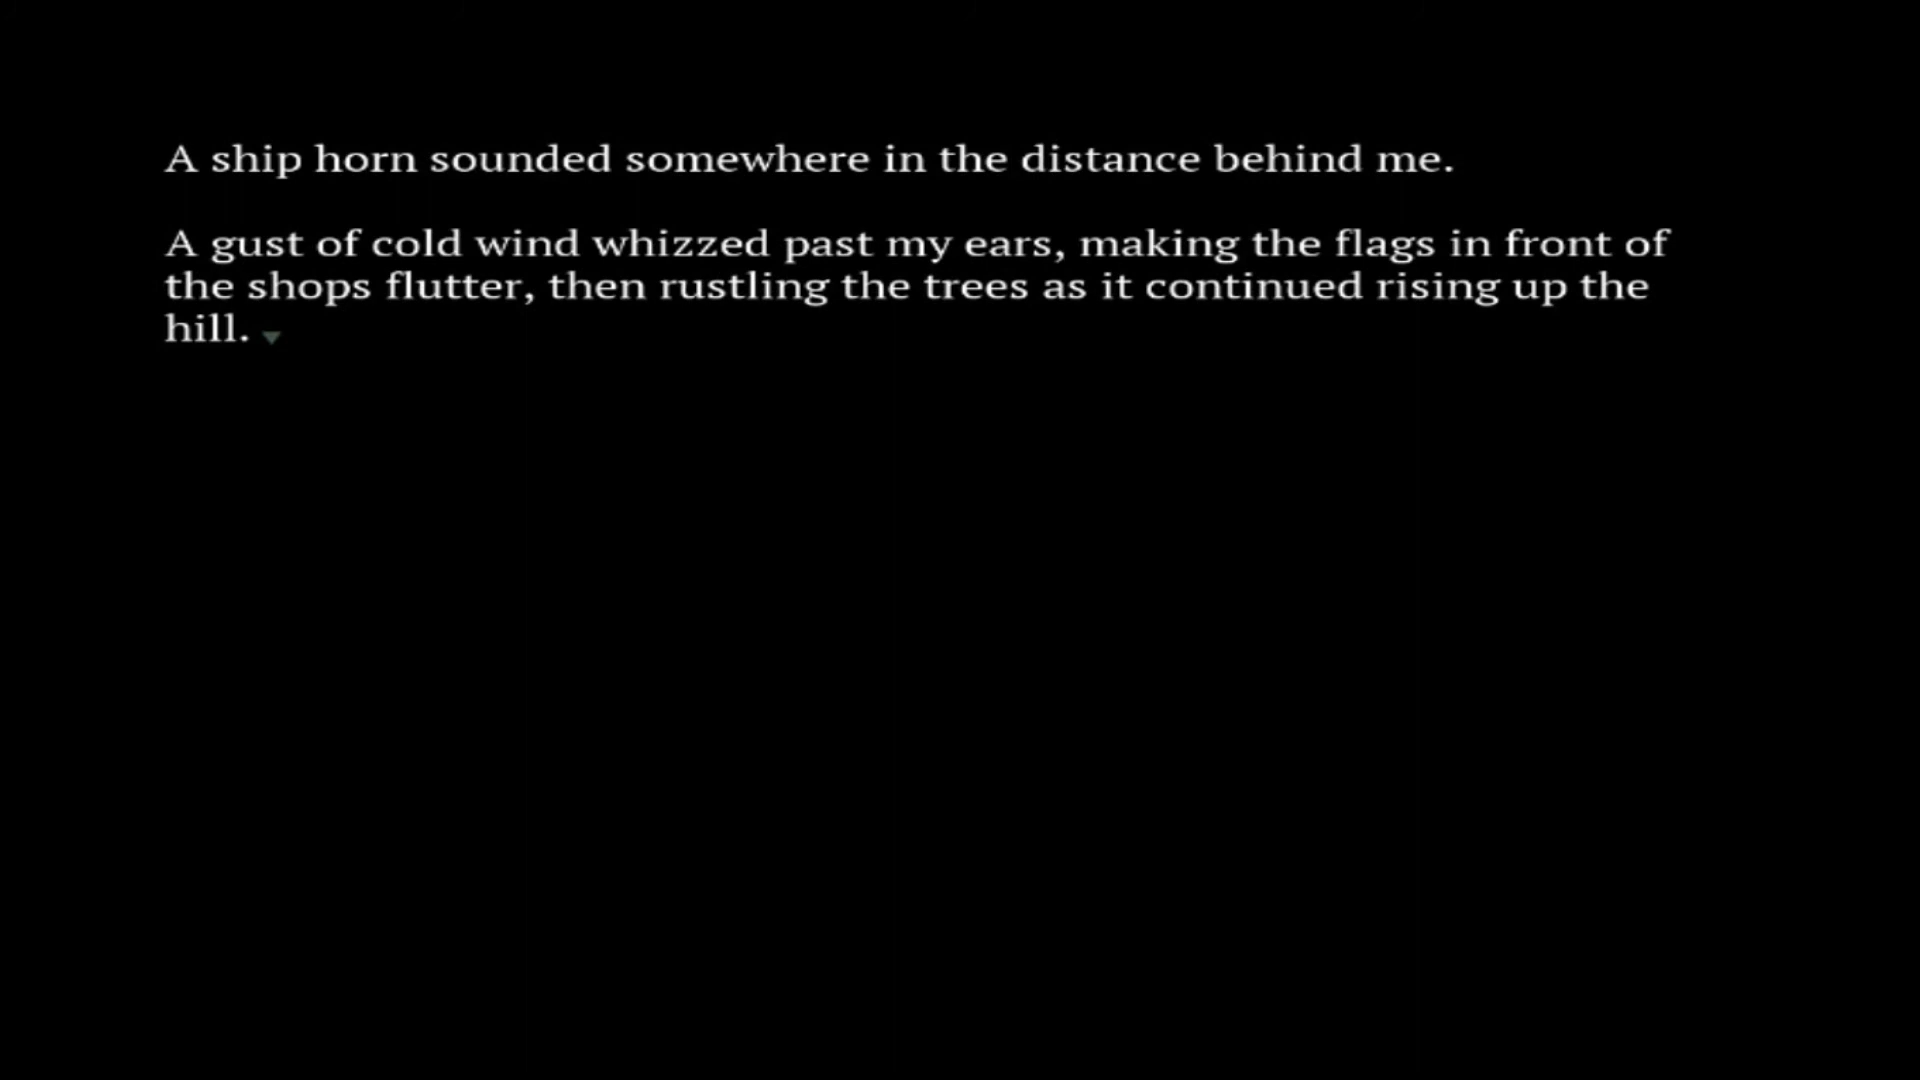 A ship horn sounded somewhere in the distance behind me.
A gust of cold wind whizzed past my ears, making the flags in front of
the shops flutter, then rustling the trees as it continued rising up the
hill.